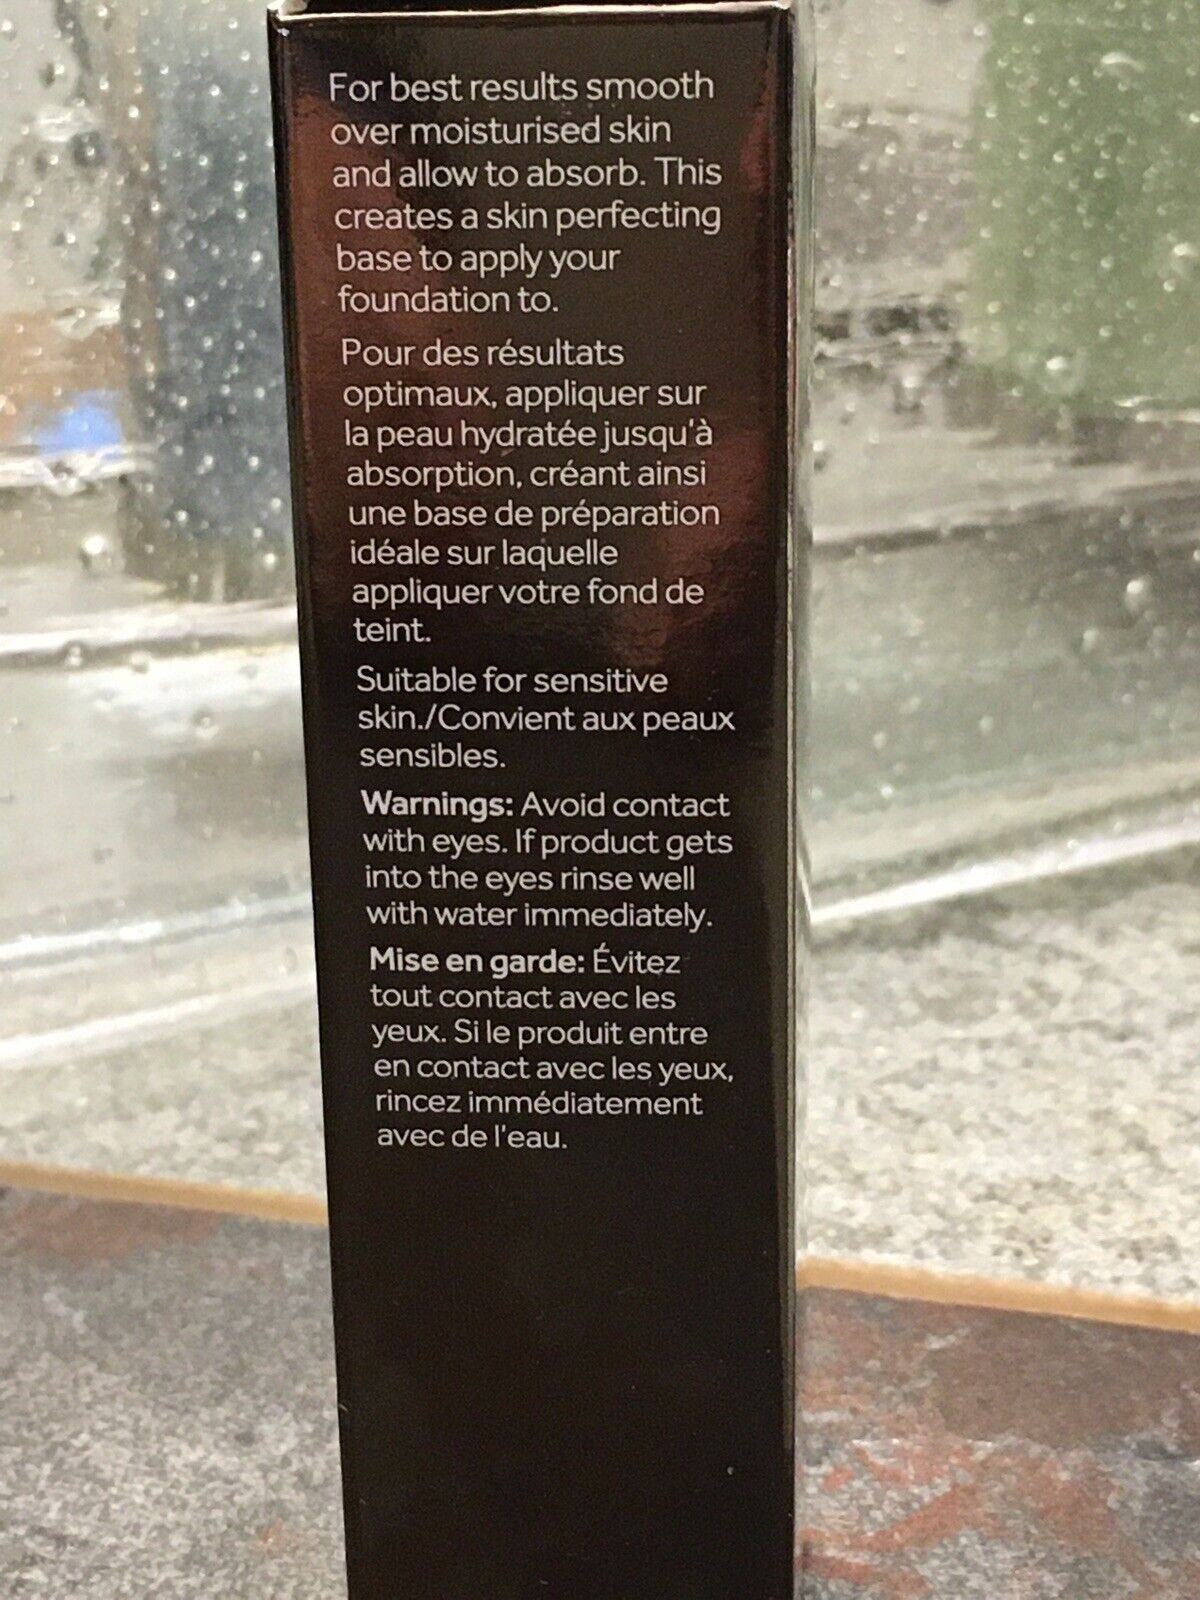 For best results smooth
over moisturised skin
and allow to absorb. This
creates a skin perfecting
base to apply your
foundation to.
Pour des résultats
optimaux, appliquer sur
la peau hydratée jusqu'à
absorption, créant ainsi
une base de préparation
idéale sur laquelle
appliquer votre fond de
teint.
Suitable for sensitive
skin./Convient aux peaux
sensibles.
Warnings: Avoid contact
with eyes. If product gets
into the eyes rinse well
with water immediately.
Mise en garde: Évitez
tout contact avec les
yeux. Si le produit entre
en contact avec les yeux,
rincez immédiatement
avec de l'eau.